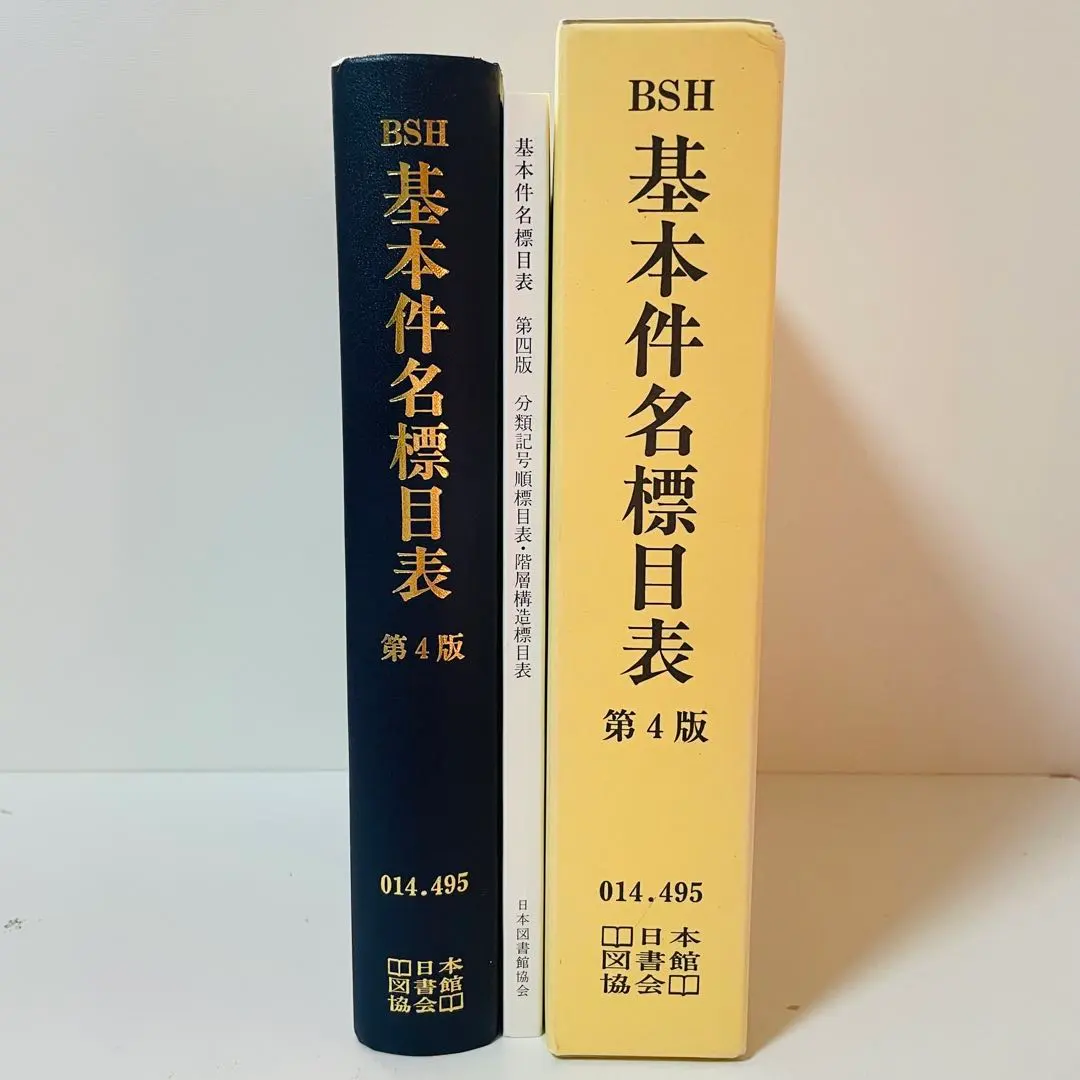 BSH
基本件名標目表
第4版
014.495
日本
図書館
協会
基本件名標目表 第四版 分類記号順標目表・階層構造標目表
日本図書館協会
BSH
基本件名標目表
第4版
014.495
日本
図書館
協会